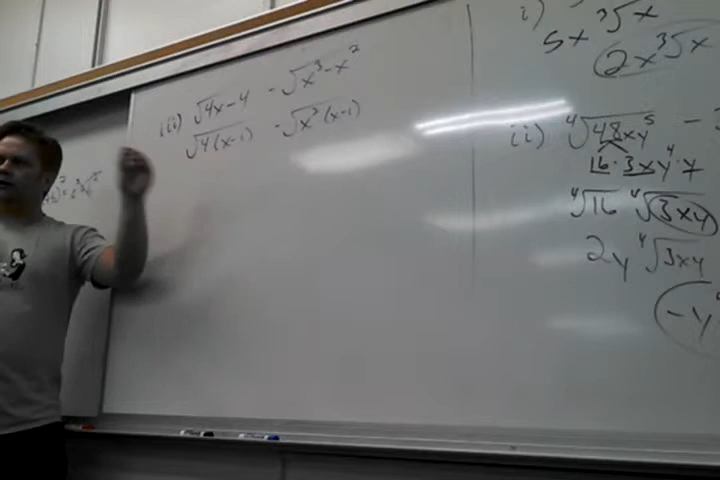 iii) √4x-4 - √x³-x²
√4(x-1) - √x²(x-1)
i)
5x ³√x
2x ³√x
ii) ⁴√48xy⁵ -
16·3xy⁴·y
⁴√16 ⁴√3xy
2y ⁴√3xy
-y